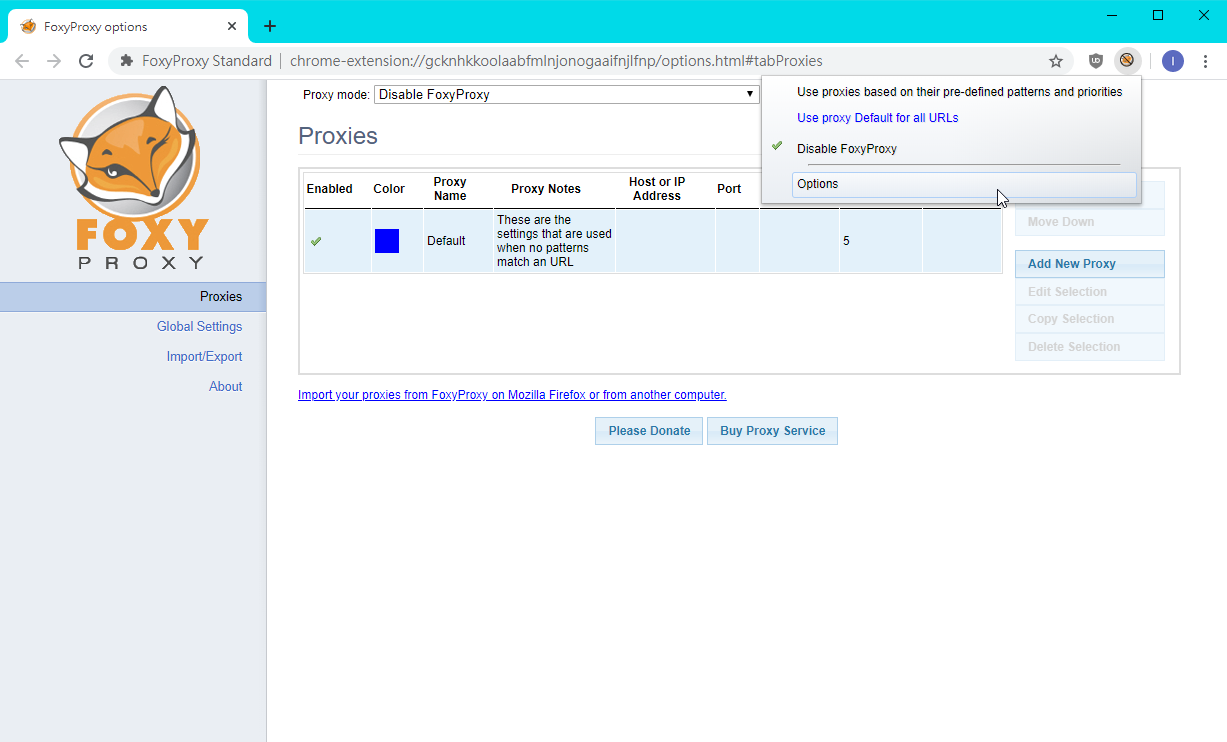 FoxyProxy options
FoxyProxy Standard
chrome-extension://gcknhkkoolaabfmlnjonogaaifnjlfnp/options.html#tabProxies
UD
I
FOXY
PROXY
Proxies
Global Settings
Import/Export
About
Proxy mode: Disable FoxyProxy
Proxies
Use proxies based on their pre-defined patterns and priorities
Use proxy Default for all URLs
Disable FoxyProxy
Options
Enabled
Color
Proxy
Name
Proxy Notes
Host or IP
Address
Port
Default
These are the
settings that are used
when no patterns
match an URL
5
Move Down
Add New Proxy
Edit Selection
Copy Selection
Delete Selection
Import your proxies from FoxyProxy on Mozilla Firefox or from another computer.
Please Donate
Buy Proxy Service